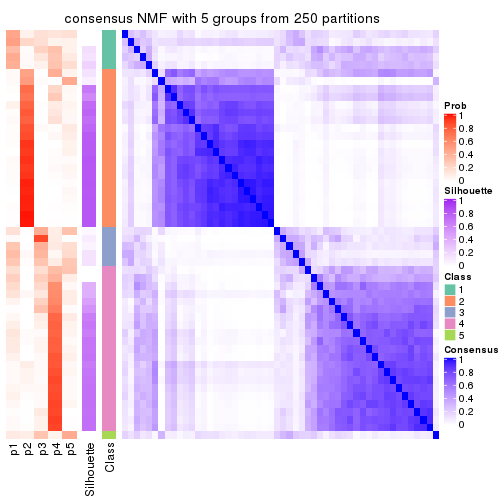 consensus NMF with 5 groups from 250 partitions
Prob
1
0.8
0.6
0.4
0.2
0
Silhouette
1
0.8
0.6
0.4
0.2
0
Class
1
2
3
4
5
Consensus
1
0.8
0.6
0.4
0.2
0
p1
p2
p3
p4
p5
Silhouette
Class